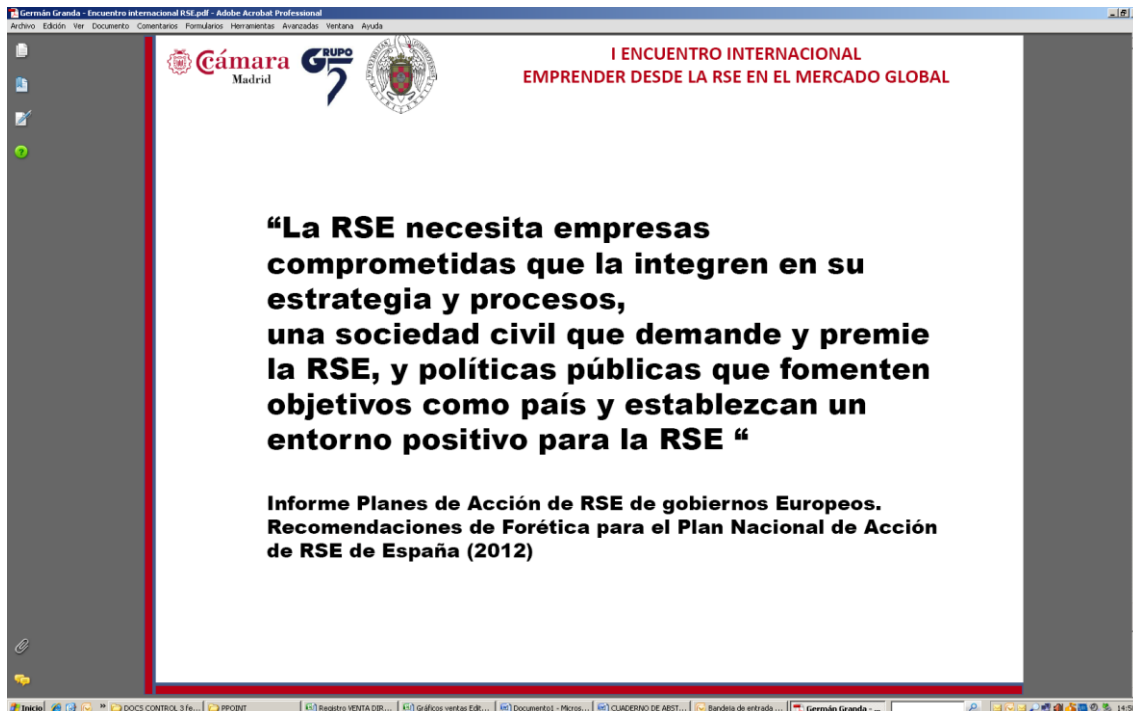 Germán Granda - Encuentro internacional RSE.pdf - Adobe Acrobat Professional
Archivo Edición Ver Documento Comentarios Formularios Herramientas Avanzadas Ventana Ayuda
Cámara
Madrid
GRUPO
5
I ENCUENTRO INTERNACIONAL
EMPRENDER DESDE LA RSE EN EL MERCADO GLOBAL
“La RSE necesita empresas
comprometidas que la integren en su
estrategia y procesos,
una sociedad civil que demande y premie
la RSE, y políticas públicas que fomenten
objetivos como país y establezcan un
entorno positivo para la RSE “
Informe Planes de Acción de RSE de gobiernos Europeos.
Recomendaciones de Forética para el Plan Nacional de Acción
de RSE de España (2012)
Inicio » DOCS CONTROL 3 fe... PPOINT Registro VENTA DIR... Gráficos ventas Edit... Documento1 - Micros... CUADERNO DE ABST... Bandeja de entrada ... Germán Granda - ... 14:59